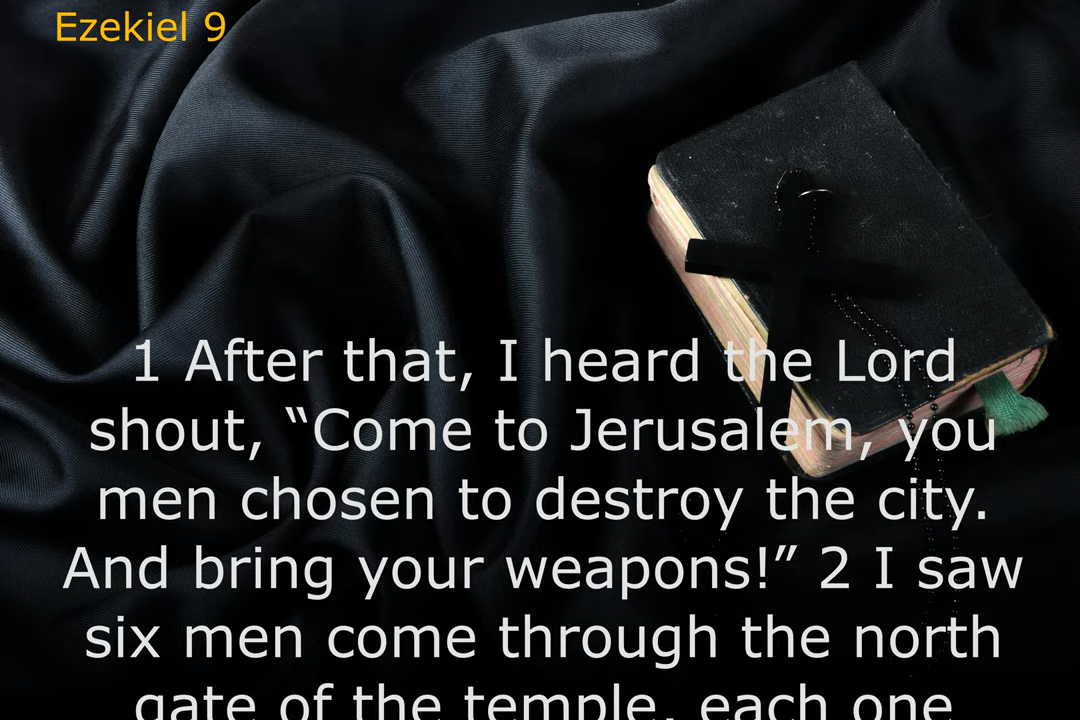 Ezekiel 9
1 After that, I heard the Lord
shout, “Come to Jerusalem, you
men chosen to destroy the city.
And bring your weapons!” 2 I saw
six men come through the north
gate of the temple, each one